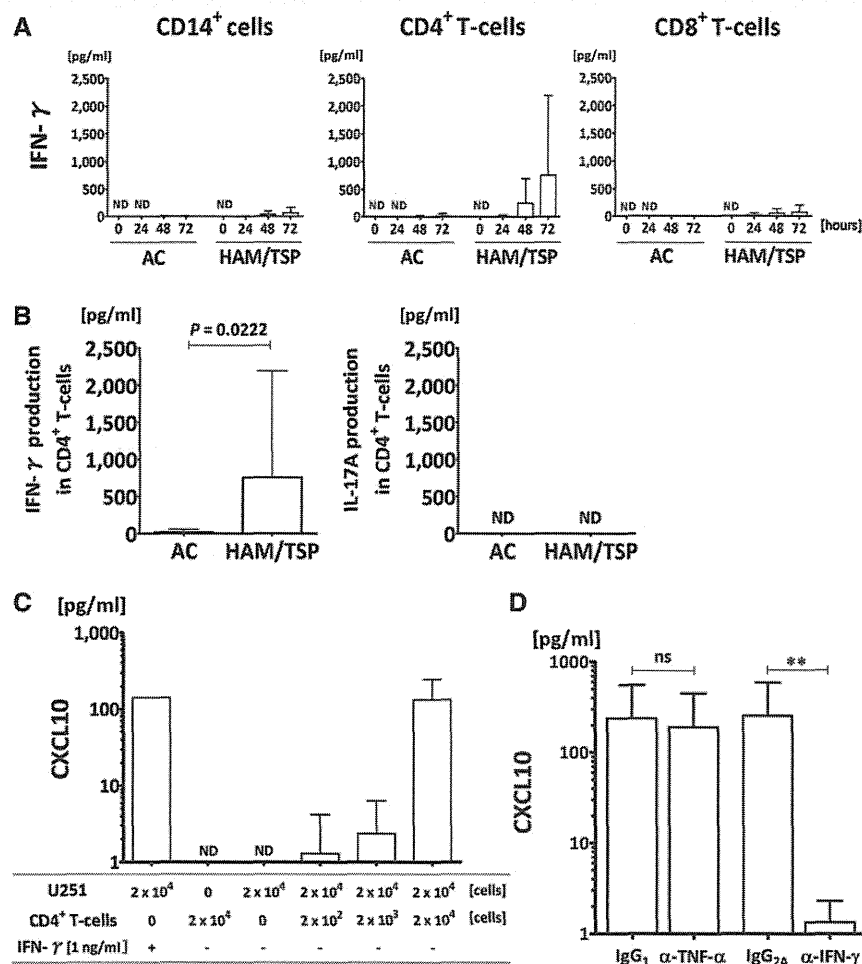 A
CD14⁺ cells
CD4⁺ T-cells
CD8⁺ T-cells
IFN-γ
[pg/ml]
2,500
2,000
1,500
1,000
500
0
ND ND ND
0 24 48 72 0 24 48 72
AC HAM/TSP
[pg/ml]
2,500
2,000
1,500
1,000
500
0
ND ND ND
0 24 48 72 0 24 48 72
AC HAM/TSP
[pg/ml]
2,500
2,000
1,500
1,000
500
0
ND ND ND
0 24 48 72 0 24 48 72 [hours]
AC HAM/TSP
B
IFN-γ production
in CD4⁺ T-cells
[pg/ml]
P = 0.0222
2,500
2,000
1,500
1,000
500
0
AC HAM/TSP
IL-17A production
in CD4⁺ T-cells
[pg/ml]
2,500
2,000
1,500
1,000
500
0
ND ND
AC HAM/TSP
C
[pg/ml]
CXCL10
1,000
100
10
1
ND ND
U251 2 x 10⁴ 0 2 x 10⁴ 2 x 10⁴ 2 x 10⁴ 2 x 10⁴ [cells]
CD4⁺ T-cells 0 2 x 10⁴ 0 2 x 10² 2 x 10³ 2 x 10⁴ [cells]
IFN-γ [1 ng/ml] + - - - - -
D
[pg/ml]
CXCL10
1000
100
10
1
ns
**
IgG₁ α-TNF-α IgG₂A α-IFN-γ